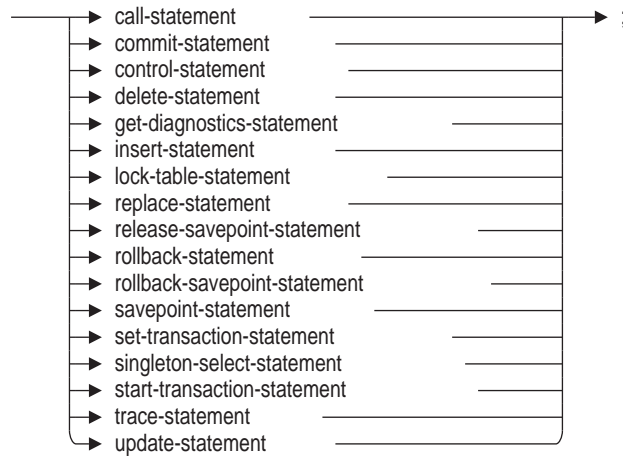 call-statement ;
commit-statement
control-statement
delete-statement
get-diagnostics-statement
insert-statement
lock-table-statement
replace-statement
release-savepoint-statement
rollback-statement
rollback-savepoint-statement
savepoint-statement
set-transaction-statement
singleton-select-statement
start-transaction-statement
trace-statement
update-statement